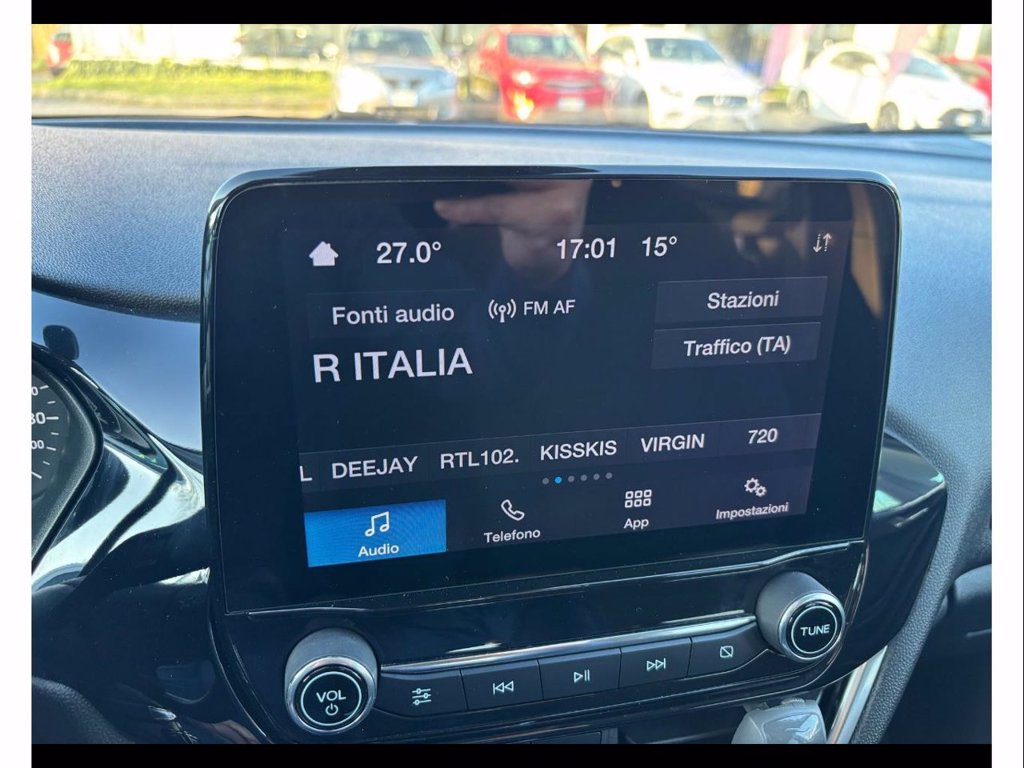 27.0° 17:01 15°
Fonti audio FM AF Stazioni
Traffico (TA)
R ITALIA
L DEEJAY RTL102. KISSKIS VIRGIN 720
Audio Telefono App Impostazioni
VOL TUNE